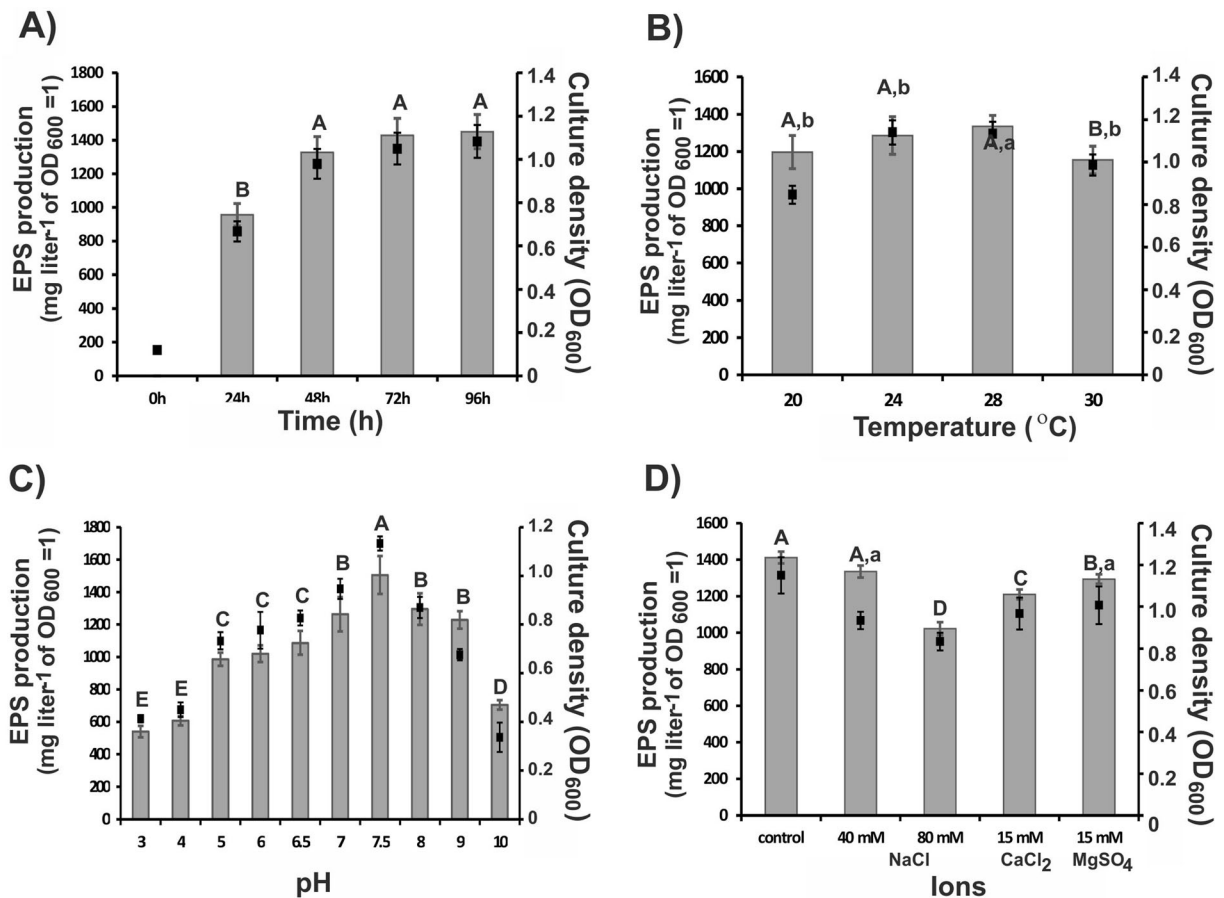 A)
EPS production
(mg liter-1 of OD600 =1)
1800
1600
1400
1200
1000
800
600
400
200
0
B
A
A
A
1.4
1.2
1.0
0.8
0.6
0.4
0.2
0
Culture density (OD600)
0h 24h 48h 72h 96h
Time (h)
B)
EPS production
(mg liter-1 of OD600 =1)
1600
1400
1200
1000
800
600
400
200
0
A,b
A,b
A,a
B,b
1.4
1.2
1.0
0.8
0.6
0.4
0.2
0
Culture density (OD600)
20 24 28 30
Temperature (°C)
C)
EPS production
(mg liter-1 of OD600 =1)
1800
1600
1400
1200
1000
800
600
400
200
0
E
E
C
C
C
B
A
B
B
D
1.2
1.0
0.8
0.6
0.4
0.2
0
Culture density (OD600)
3 4 5 6 6.5 7 7.5 8 9 10
pH
D)
EPS production
(mg liter-1 of OD600 =1)
1600
1400
1200
1000
800
600
400
200
0
A
A,a
D
C
B,a
1.4
1.2
1.0
0.8
0.6
0.4
0.2
0
Culture density (OD600)
control 40 mM 80 mM 15 mM 15 mM
NaCl CaCl2 MgSO4
Ions